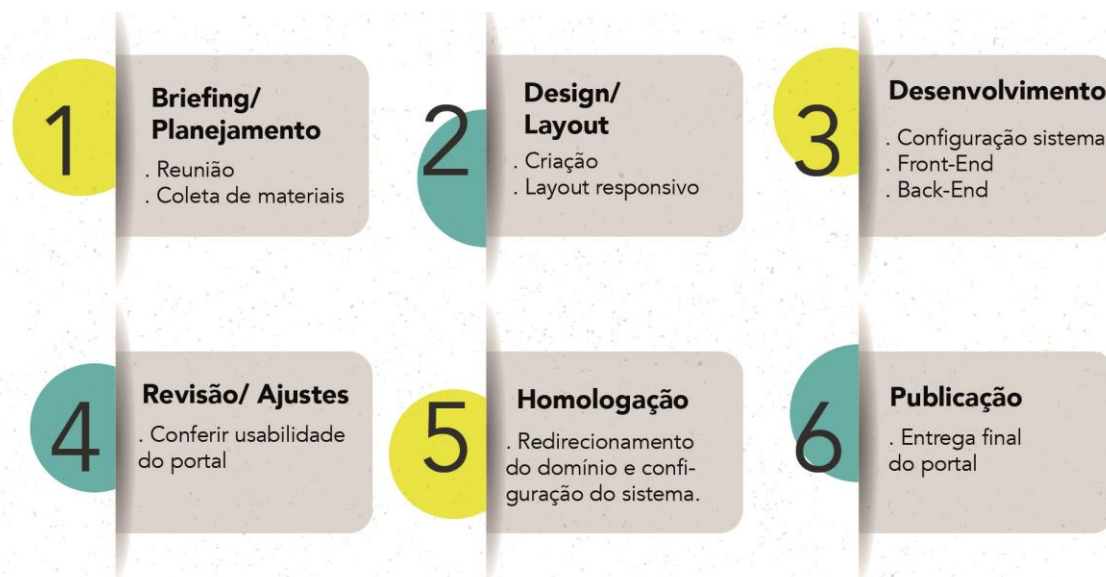 1
Briefing/
Planejamento
. Reunião
. Coleta de materiais
2
Design/
Layout
. Criação
. Layout responsivo
3
Desenvolvimento
. Configuração sistema
. Front-End
. Back-End
4
Revisão/ Ajustes
. Conferir usabilidade
do portal
5
Homologação
. Redirecionamento
do domínio e confi-
guração do sistema.
6
Publicação
. Entrega final
do portal